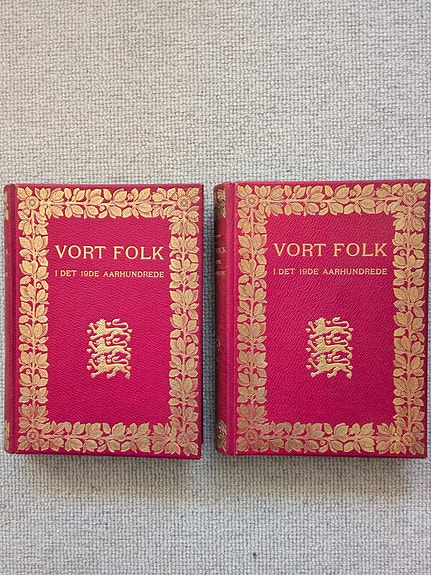 VORT FOLK
I DET 19DE AARHUNDREDE
VORT FOLK
I DET 19DE AARHUNDREDE